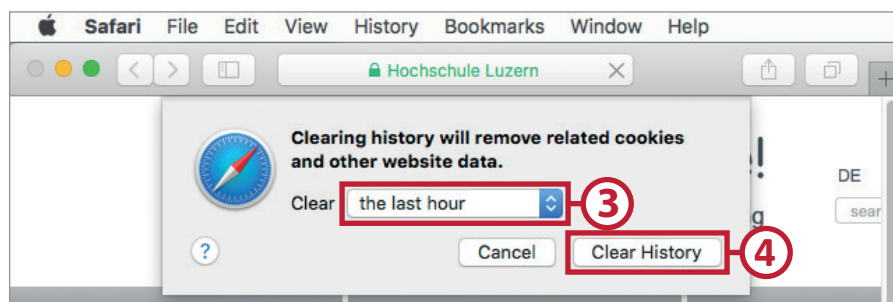 Safari File Edit View History Bookmarks Window Help
Hochschule Luzern
Clearing history will remove related cookies
and other website data.
!
DE
Clear the last hour 3
sear
g
? Cancel Clear History 4